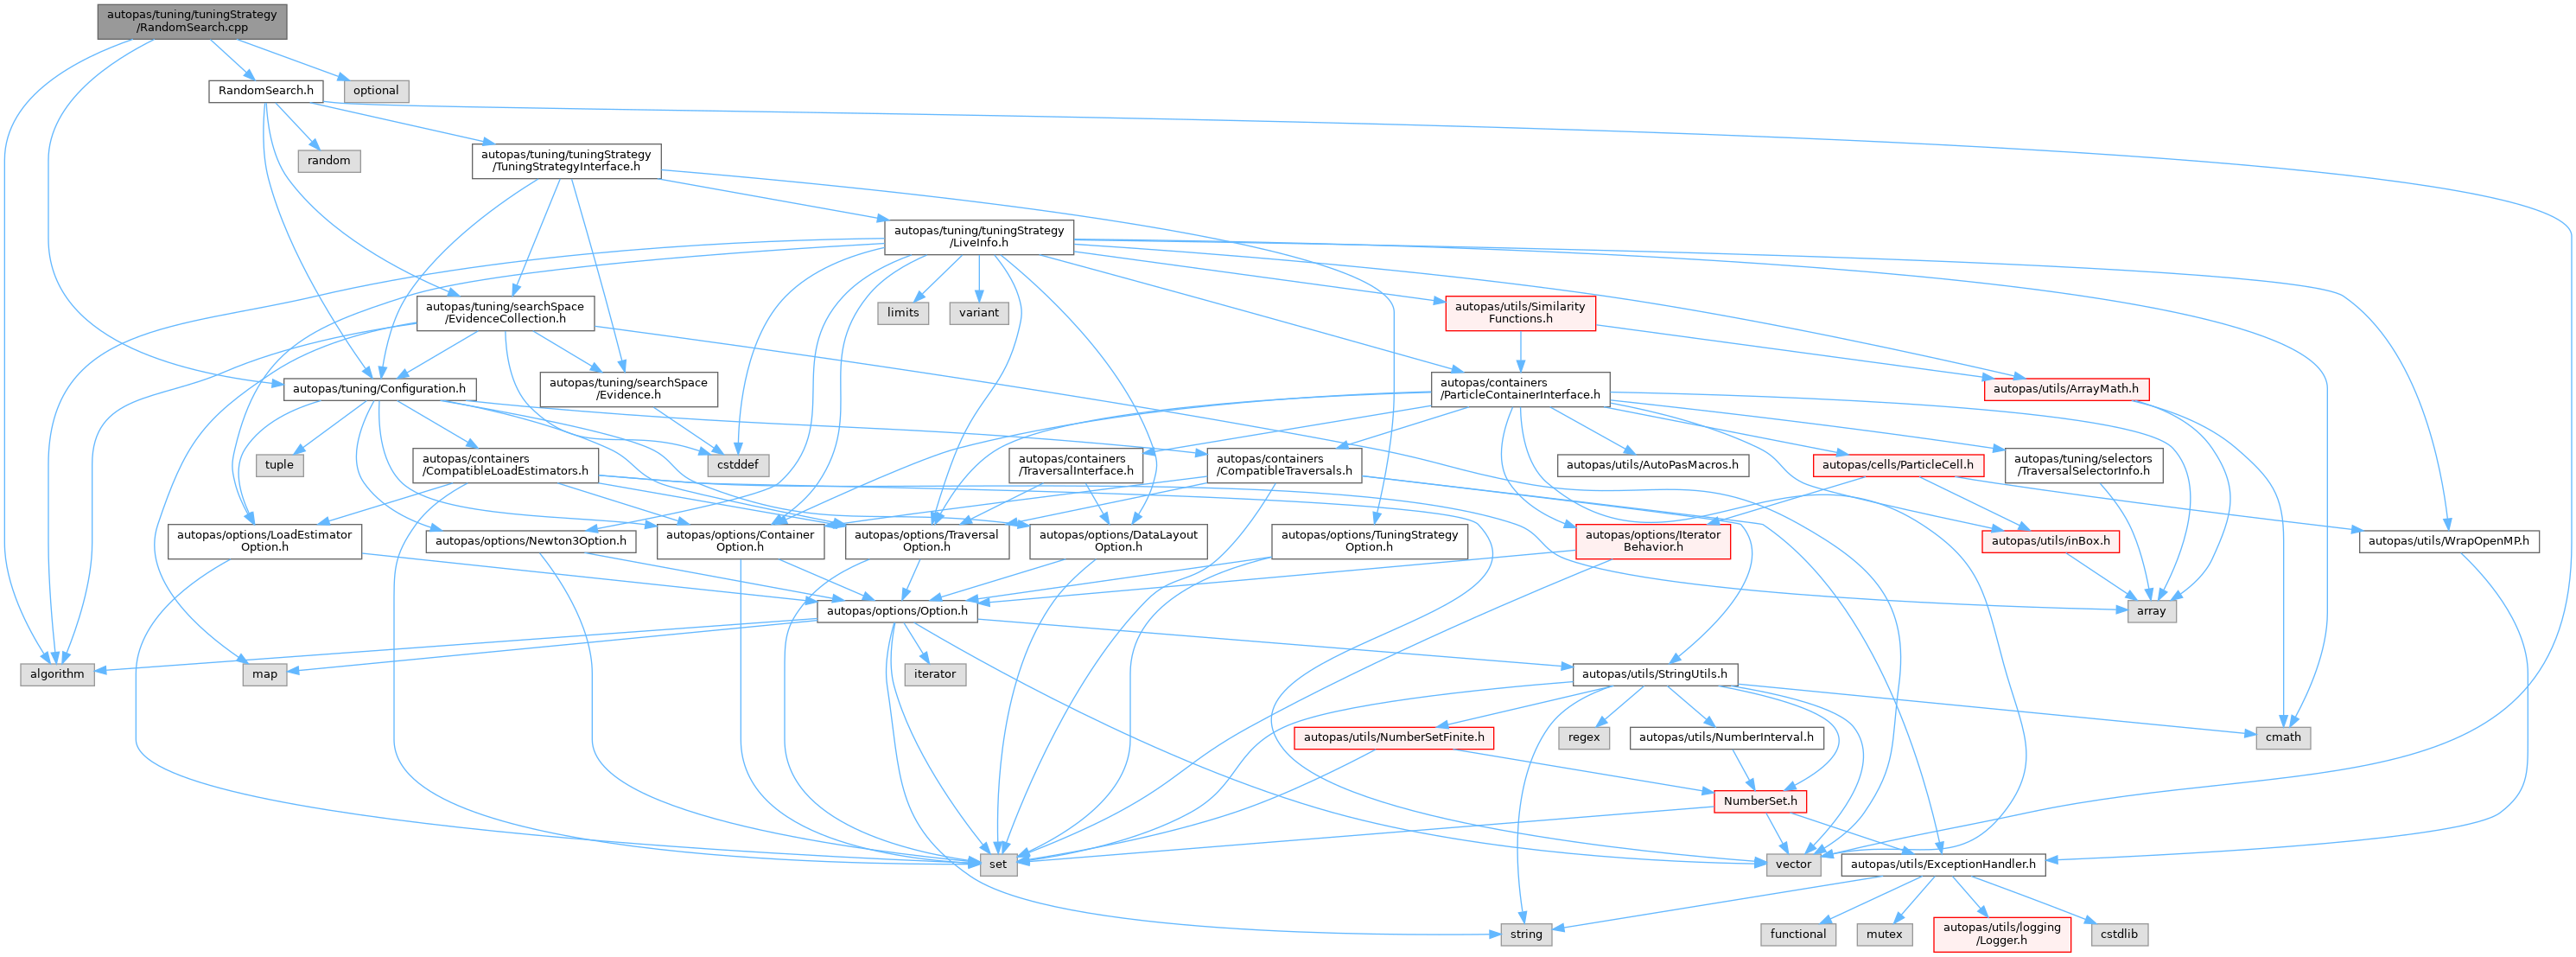 autopas/tuning/tuningStrategy
/RandomSearch.cpp
RandomSearch.h
optional
random
autopas/tuning/tuningStrategy
/TuningStrategyInterface.h
autopas/tuning/tuningStrategy
/LiveInfo.h
autopas/tuning/searchSpace
/EvidenceCollection.h
limits
variant
autopas/utils/Similarity
Functions.h
autopas/tuning/Configuration.h
autopas/tuning/searchSpace
/Evidence.h
autopas/containers
/ParticleContainerInterface.h
autopas/utils/ArrayMath.h
tuple
autopas/containers
/CompatibleLoadEstimators.h
cstddef
autopas/containers
/TraversalInterface.h
autopas/containers
/CompatibleTraversals.h
autopas/utils/AutoPasMacros.h
autopas/cells/ParticleCell.h
autopas/tuning/selectors
/TraversalSelectorInfo.h
autopas/options/LoadEstimator
Option.h
autopas/options/Newton3Option.h
autopas/options/Container
Option.h
autopas/options/Traversal
Option.h
autopas/options/DataLayout
Option.h
autopas/options/TuningStrategy
Option.h
autopas/options/Iterator
Behavior.h
autopas/utils/inBox.h
autopas/utils/WrapOpenMP.h
autopas/options/Option.h
array
algorithm
map
iterator
autopas/utils/StringUtils.h
autopas/utils/NumberSetFinite.h
regex
autopas/utils/NumberInterval.h
cmath
NumberSet.h
set
vector
autopas/utils/ExceptionHandler.h
string
functional
mutex
autopas/utils/logging
/Logger.h
cstdlib